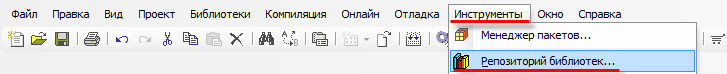 Файл Правка Вид Проект Библиотеки Компиляция Онлайн Отладка Инструменты Окно Справка
Менеджер пакетов...
Репозиторий библиотек...